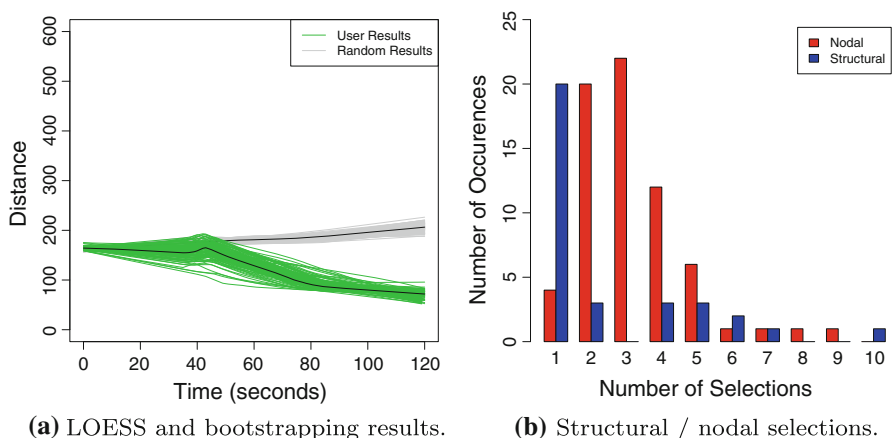 User Results
Random Results
0 100 200 300 400 500 600
Distance
0 20 40 60 80 100 120
Time (seconds)
(a) LOESS and bootstrapping results.
Nodal
Structural
0 5 10 15 20 25
Number of Occurences
1 2 3 4 5 6 7 8 9 10
Number of Selections
(b) Structural / nodal selections.